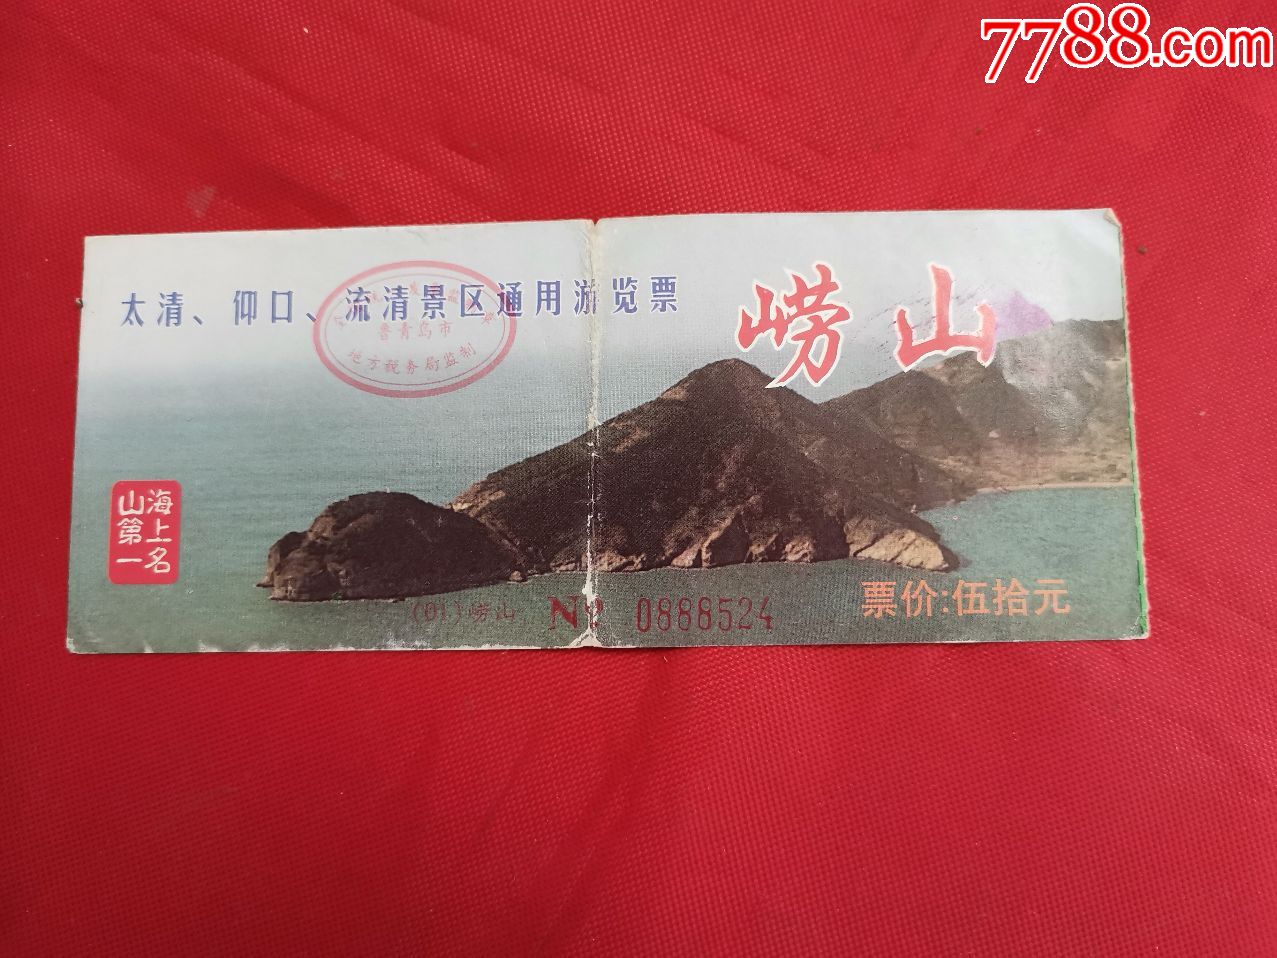 7788.com
崂山
太清、仰口、流清景区通用游览票
鲁青岛市
地方税务局监制
海上名
山第一
(01)崂山 № 0888524
票价:伍拾元